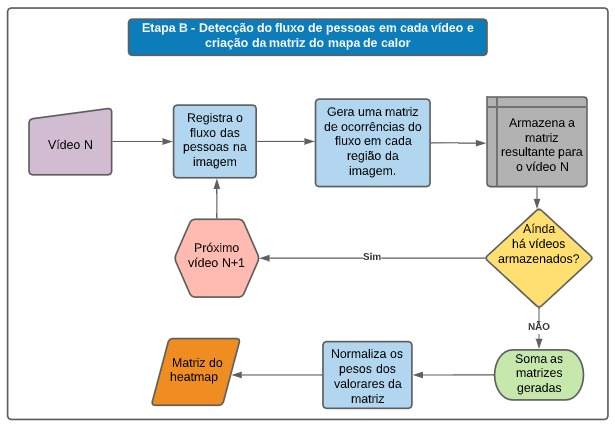 Etapa B - Detecção do fluxo de pessoas em cada vídeo e
criação da matriz do mapa de calor
Vídeo N
Registra o
fluxo das
pessoas na
imagem
Gera uma matriz
de ocorrências do
fluxo em cada
região da
imagem.
Armazena a
matriz
resultante para
o vídeo N
Aínda
há vídeos
armazenados?
Sim
Próximo
vídeo N+1
NÃO
Soma as
matrizes
geradas
Normaliza os
pesos dos
valorares da
matriz
Matriz do
heatmap